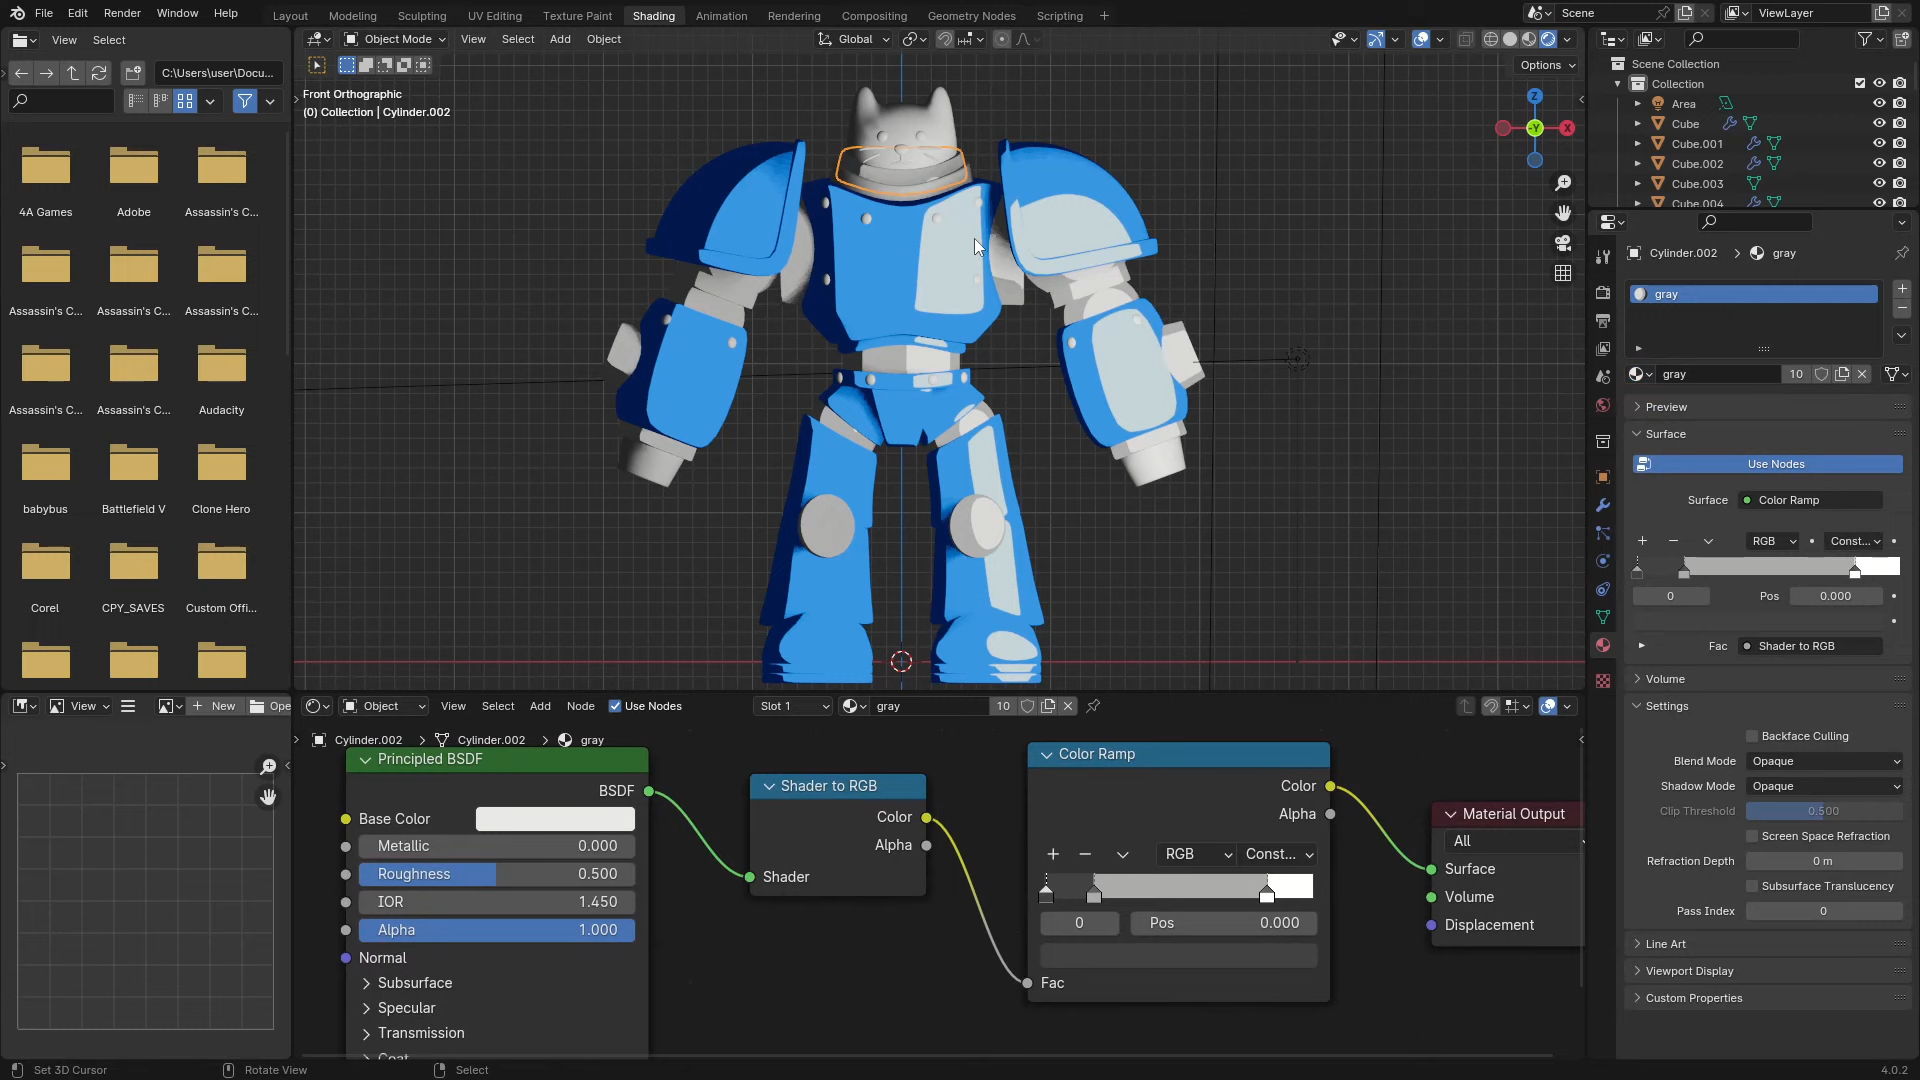 File Edit Render Window Help Layout Modeling Sculpting UV Editing Texture Paint Shading Animation Rendering Compositing Geometry Nodes Scripting + Scene ViewLayer
View Select
Object Mode View Select Add Object Global
C:\Users\user\Docu...
Options
Front Orthographic
(0) Collection | Cylinder.002
Z
-Y
X
4A Games Adobe Assassin's C...
Assassin's C... Assassin's C... Assassin's C...
Assassin's C... Assassin's C... Audacity
babybus Battlefield V Clone Hero
Corel CPY_SAVES Custom Offi...
Scene Collection
Collection
Area
Cube
Cube.001
Cube.002
Cube.003
Cube.004
Cylinder.002 > gray
gray
gray 10
Preview
Surface
Use Nodes
Surface Color Ramp
RGB Const...
0 Pos 0.000
Fac Shader to RGB
Volume
Settings
Backface Culling
Blend Mode Opaque
Shadow Mode Opaque
Clip Threshold 0.500
Screen Space Refraction
Refraction Depth 0 m
Subsurface Translucency
Pass Index 0
Line Art
Viewport Display
Custom Properties
View New Ope
Object View Select Add Node Use Nodes Slot 1 gray 10
Cylinder.002 > Cylinder.002 > gray
Principled BSDF
BSDF
Base Color
Metallic 0.000
Roughness 0.500
IOR 1.450
Alpha 1.000
Normal
Subsurface
Specular
Transmission
Coat
Shader to RGB
Color
Alpha
Shader
Color Ramp
Color
Alpha
RGB Const...
0 Pos 0.000
Fac
Material Output
All
Surface
Volume
Displacement
Set 3D Cursor Rotate View Select 4.0.2